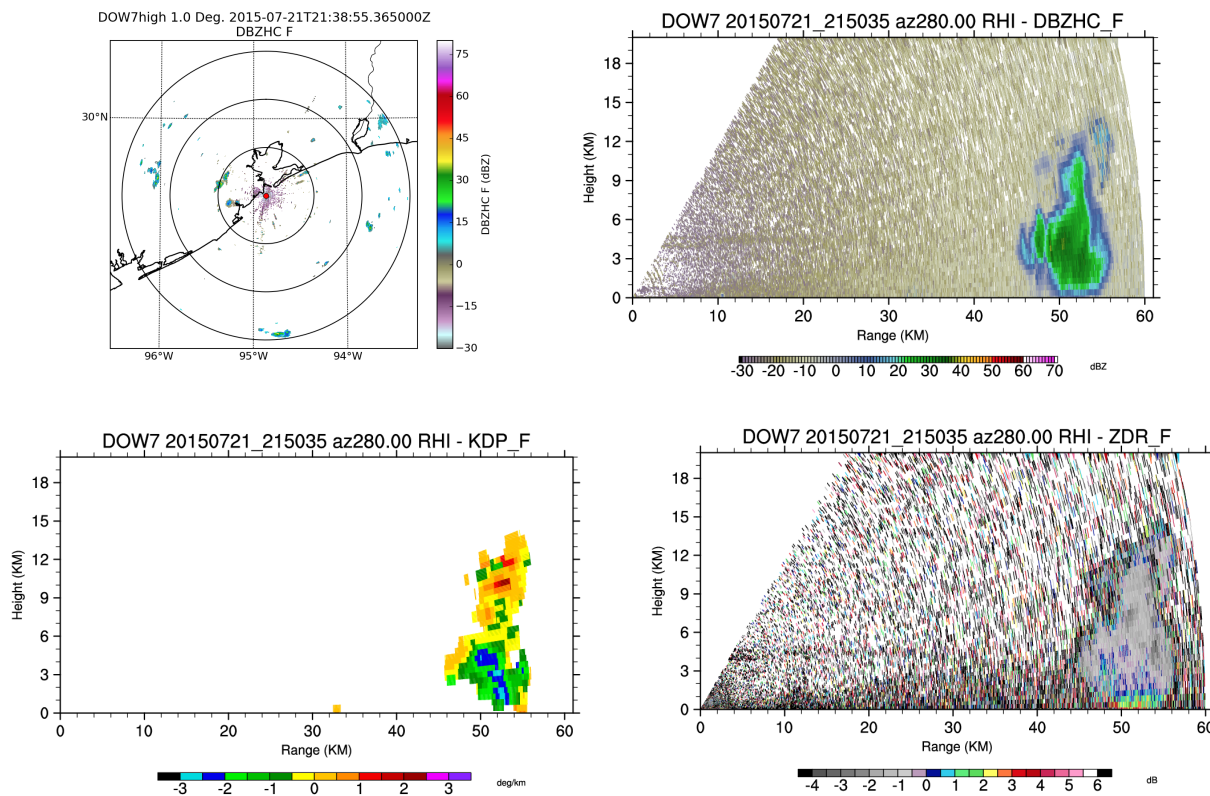 DOW7high 1.0 Deg. 2015-07-21T21:38:55.365000Z
DBZHC F
30°N
96°W 95°W 94°W
75
60
45
30
15
0
−15
−30
DBZHC F (dBZ)
DOW7 20150721_215035 az280.00 RHI - DBZHC_F
18
15
12
9
6
3
0
Height (KM)
0 10 20 30 40 50 60
Range (KM)
-30 -20 -10 0 10 20 30 40 50 60 70
dBZ
DOW7 20150721_215035 az280.00 RHI - KDP_F
18
15
12
9
6
3
0
Height (KM)
0 10 20 30 40 50 60
Range (KM)
-3 -2 -1 0 1 2 3
deg/km
DOW7 20150721_215035 az280.00 RHI - ZDR_F
18
15
12
9
6
3
0
Height (KM)
0 10 20 30 40 50 60
Range (KM)
-4 -3 -2 -1 0 1 2 3 4 5 6
dB